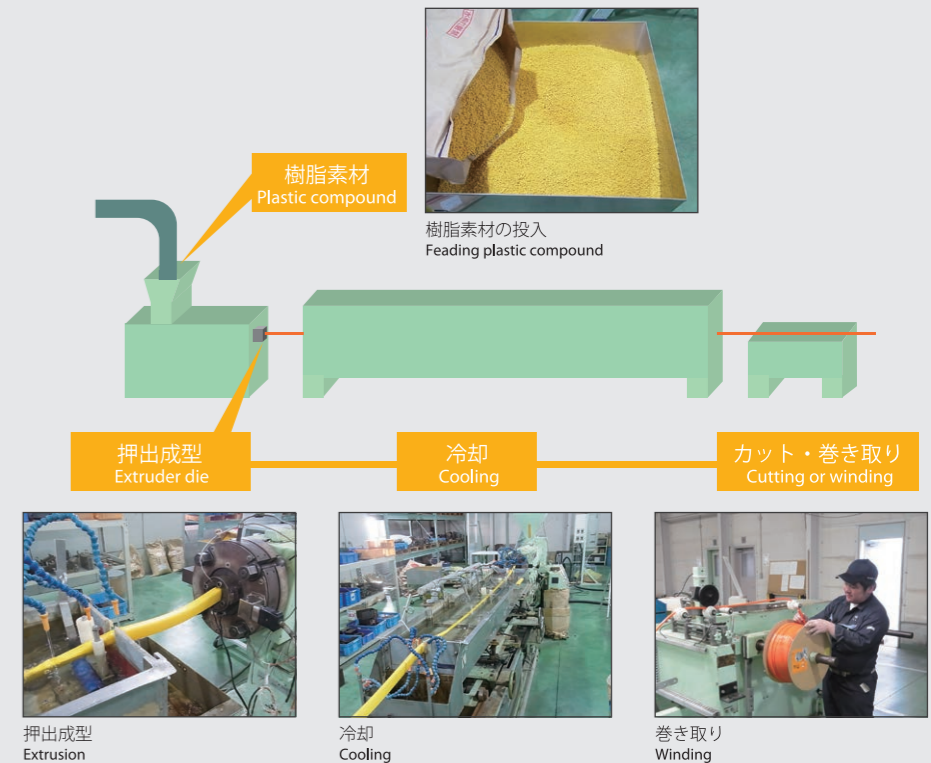 樹脂素材
Plastic compound
樹脂素材の投入
Feading plastic compound
押出成型
Extruder die
冷却
Cooling
カット・巻き取り
Cutting or winding
押出成型
Extrusion
冷却
Cooling
巻き取り
Winding